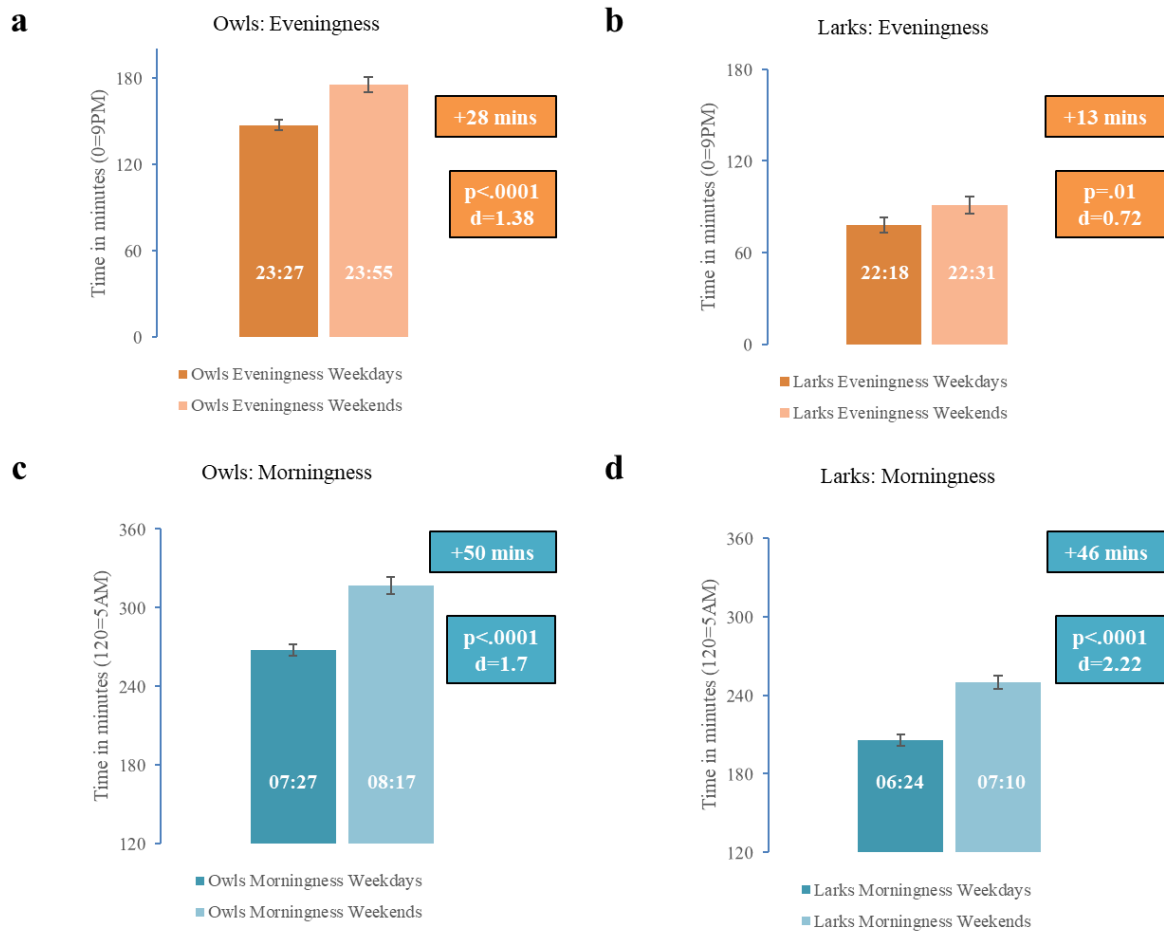 a
Owls: Eveningness
Time in minutes (0=9PM)
180
120
60
0
23:27
23:55
+28 mins
p<.0001
d=1.38
Owls Eveningness Weekdays
Owls Eveningness Weekends
b
Larks: Eveningness
Time in minutes (0=9PM)
180
120
60
0
22:18
22:31
+13 mins
p=.01
d=0.72
Larks Eveningness Weekdays
Larks Eveningness Weekends
c
Owls: Morningness
Time in minutes (120=5AM)
360
300
240
180
120
07:27
08:17
+50 mins
p<.0001
d=1.7
Owls Morningness Weekdays
Owls Morningness Weekends
d
Larks: Morningness
Time in minutes (120=5AM)
360
300
240
180
120
06:24
07:10
+46 mins
p<.0001
d=2.22
Larks Morningness Weekdays
Larks Morningness Weekends